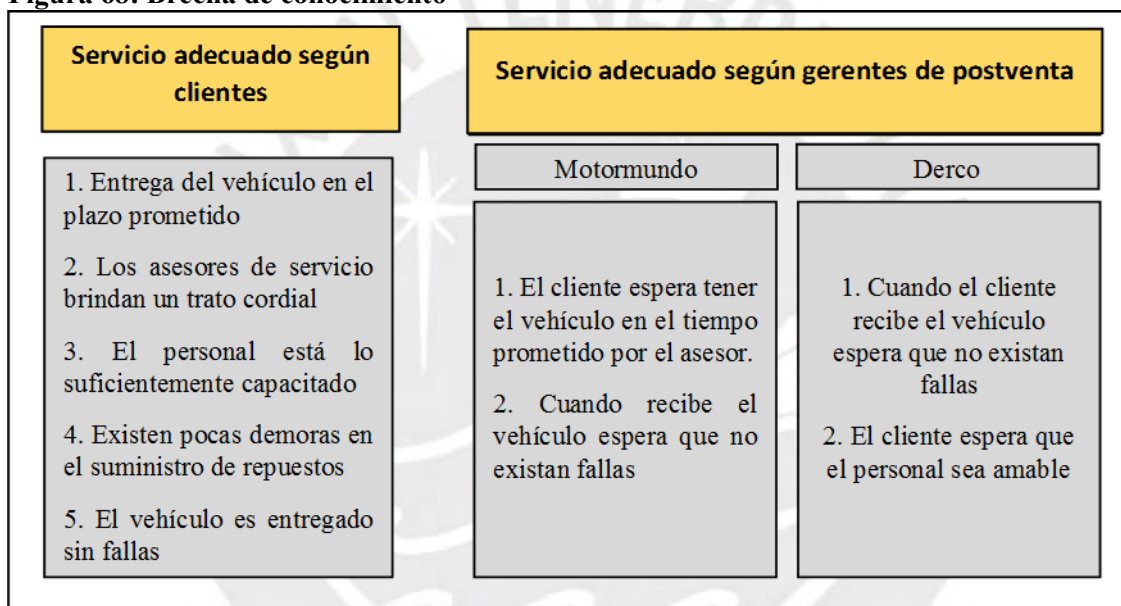 Figura 68: Brecha de conocimiento
Servicio adecuado según
clientes
Servicio adecuado según gerentes de postventa
1. Entrega del vehículo en el
plazo prometido
2. Los asesores de servicio
brindan un trato cordial
3. El personal está lo
suficientemente capacitado
4. Existen pocas demoras en
el suministro de repuestos
5. El vehículo es entregado
sin fallas
Motormundo
1. El cliente espera tener
el vehículo en el tiempo
prometido por el asesor.
2. Cuando recibe el
vehículo espera que no
existan fallas
Derco
1. Cuando el cliente
recibe el vehículo
espera que no existan
fallas
2. El cliente espera que
el personal sea amable